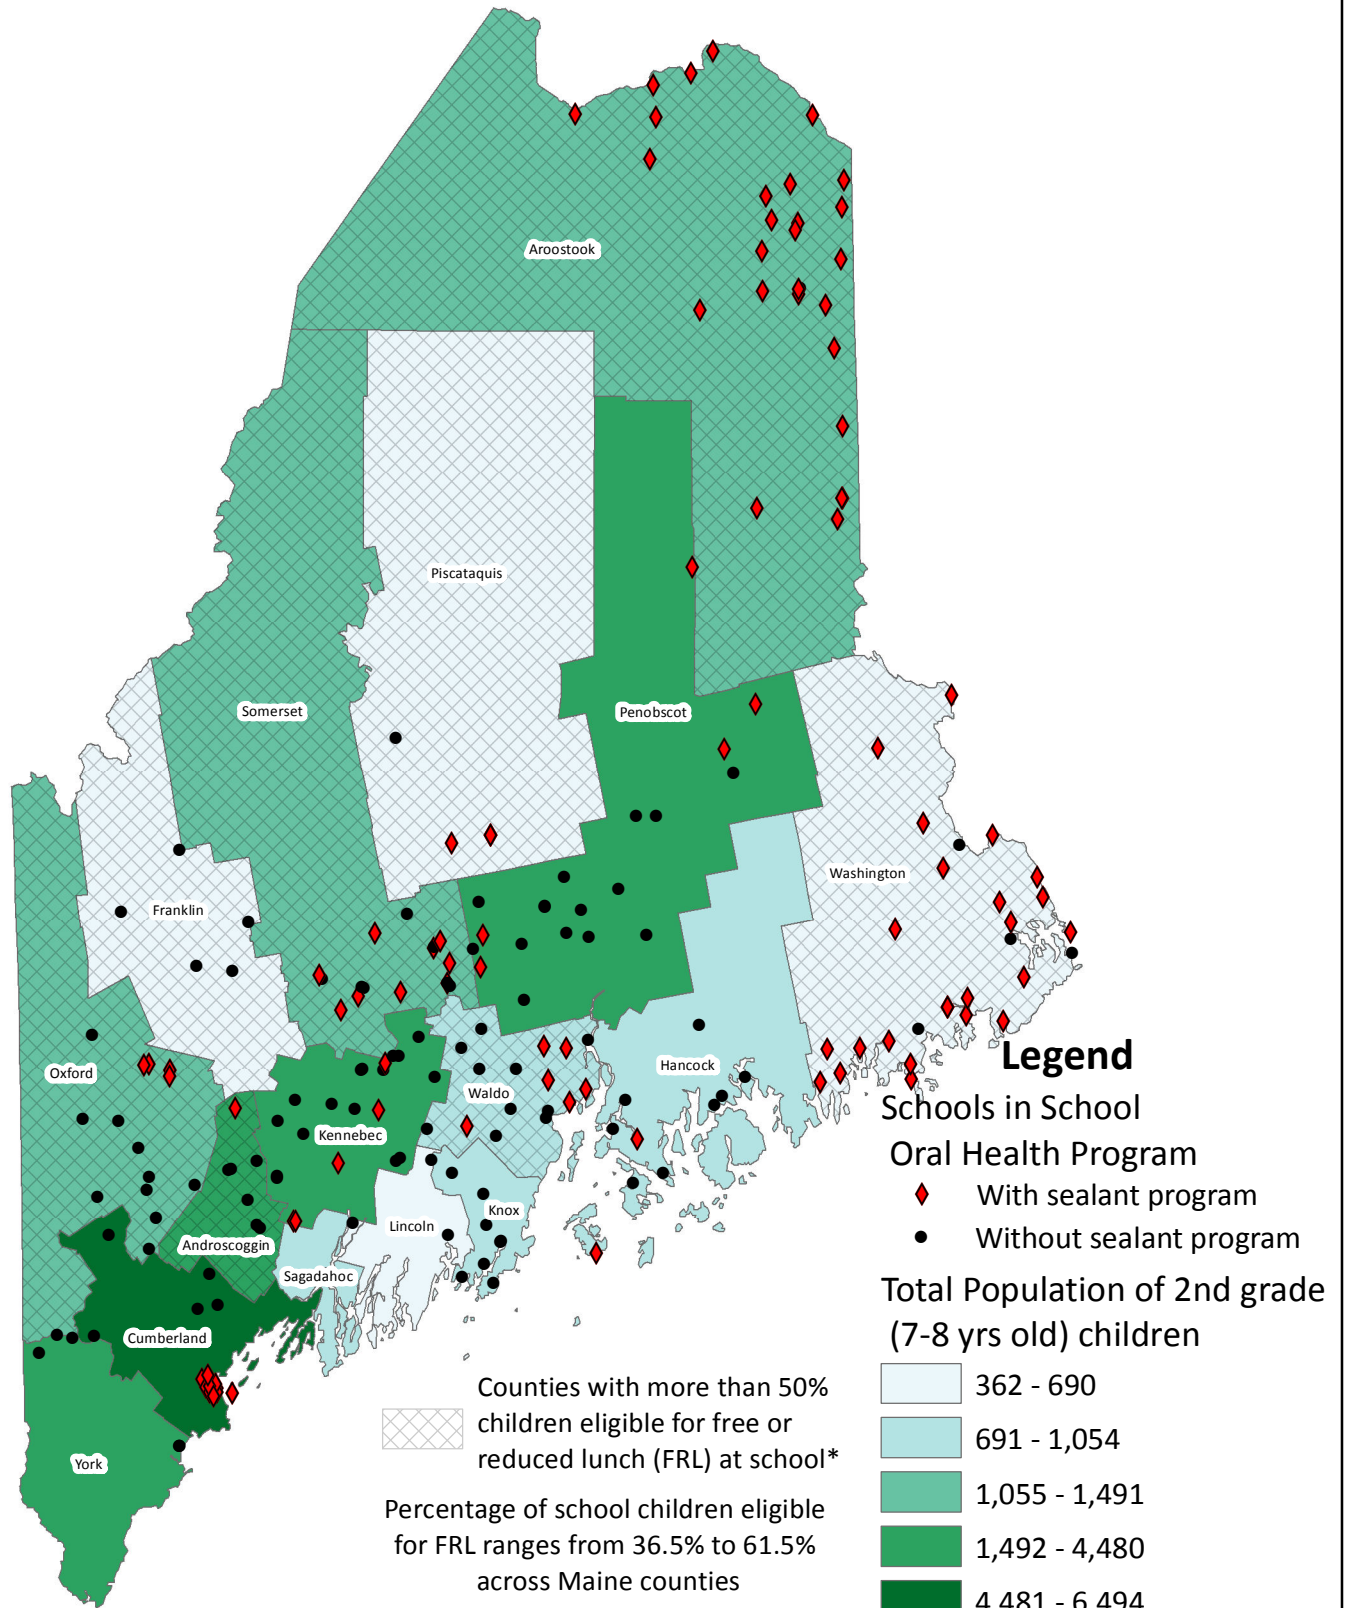 Aroostook
Piscataquis
Somerset
Penobscot
Washington
Franklin
Hancock
Oxford
Waldo
Kennebec
Knox
Lincoln
Androscoggin
Sagadahoc
Cumberland
York
Legend
Schools in School
Oral Health Program
With sealant program
Without sealant program
Total Population of 2nd grade
(7-8 yrs old) children
362 - 690
691 - 1,054
1,055 - 1,491
1,492 - 4,480
4,481 - 6,494
Counties with more than 50%
children eligible for free or
reduced lunch (FRL) at school*
Percentage of school children eligible
for FRL ranges from 36.5% to 61.5%
across Maine counties